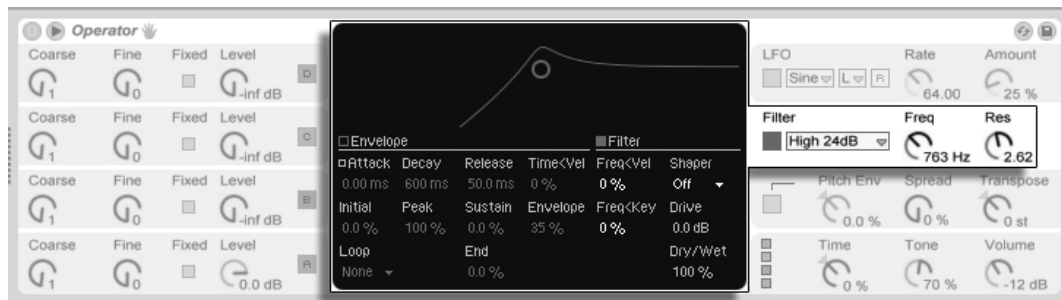 Operator
Coarse Fine Fixed Level
1 0 -inf dB D
Coarse Fine Fixed Level
1 0 -inf dB C
Coarse Fine Fixed Level
1 0 -inf dB B
Coarse Fine Fixed Level
1 0 0.0 dB A
Envelope Filter
Attack Decay Release Time<Vel Freq<Vel Shaper
0.00 ms 600 ms 50.0 ms 0 % 0 % Off
Initial Peak Sustain Envelope Freq<Key Drive
0.0 % 100 % 0.0 % 35 % 0 % 0.0 dB
Loop End Dry/Wet
None 0.0 % 100 %
LFO Rate Amount
Sine L R 64.00 25 %
Filter Freq Res
High 24dB 763 Hz 2.62
Pitch Env Spread Transpose
0.0 % 0 % 0 st
Time Tone Volume
0 % 70 % -12 dB